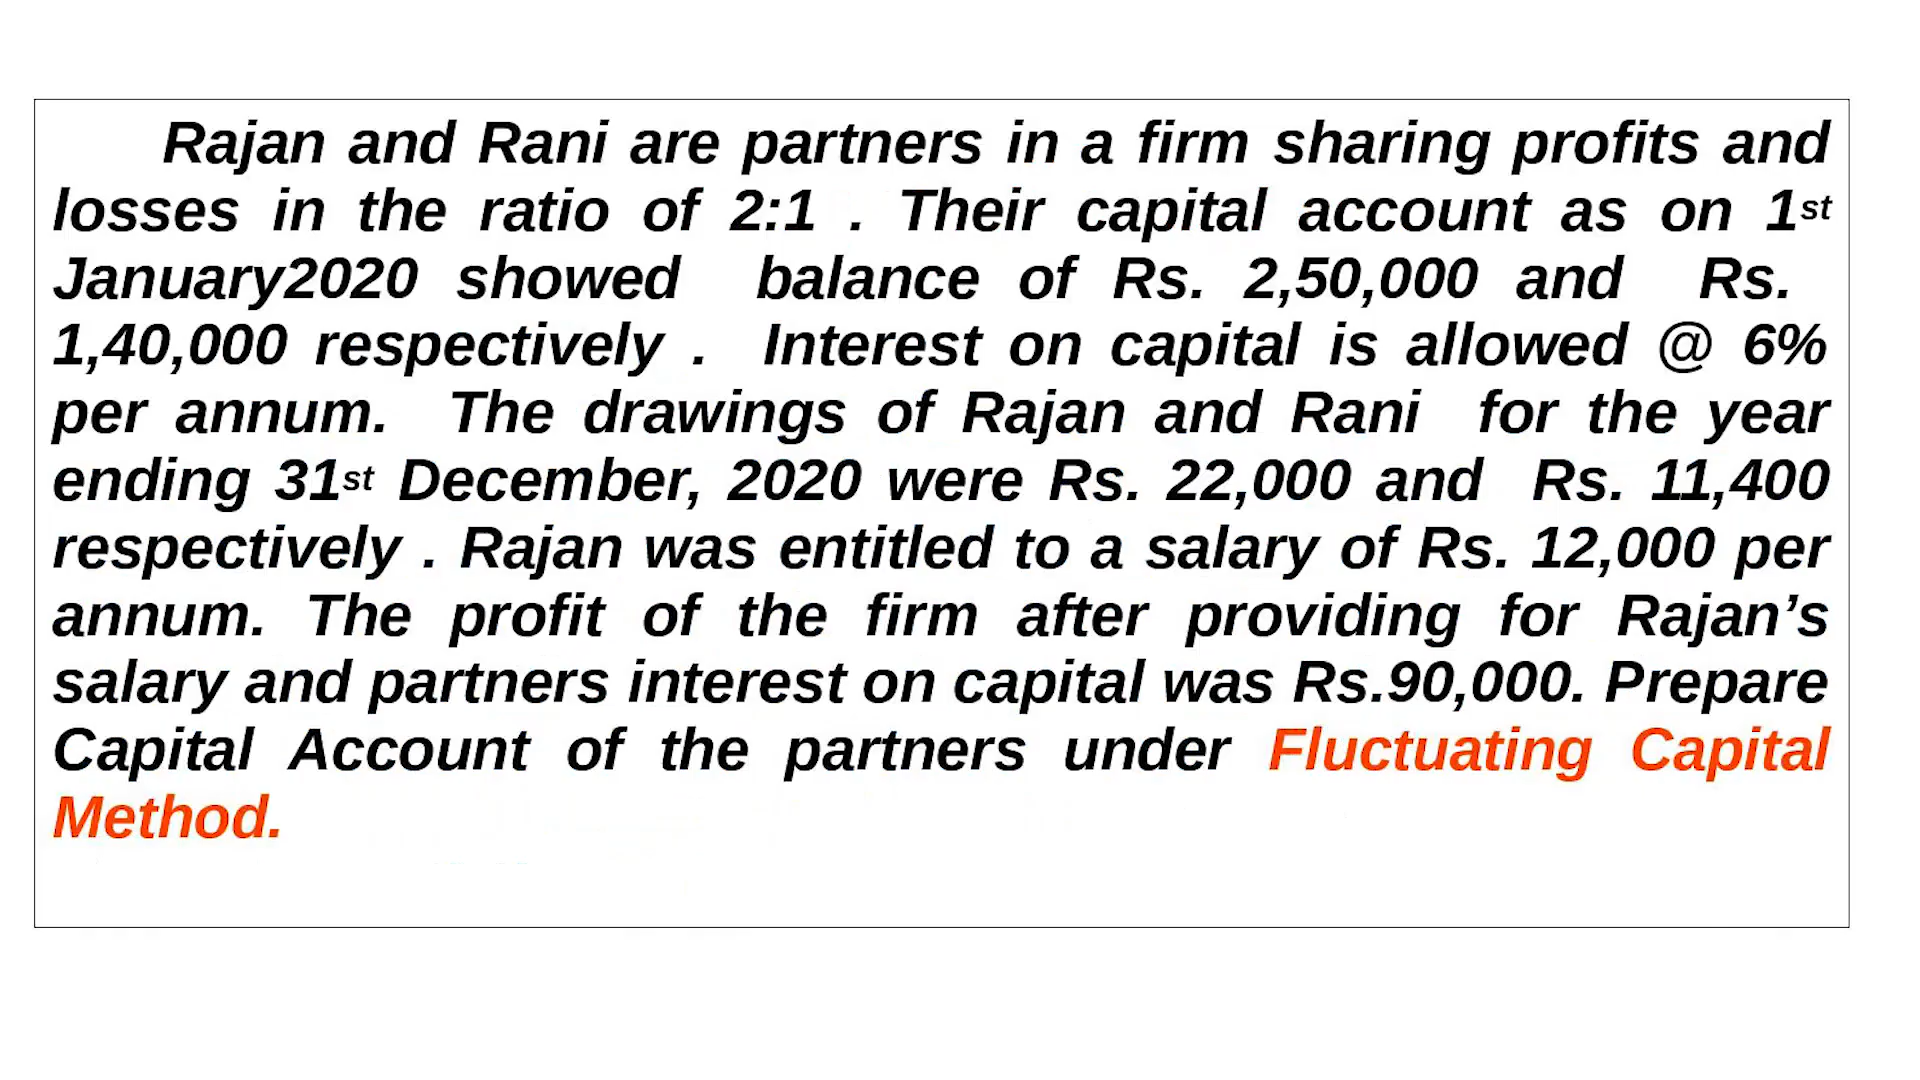 Rajan and Rani are partners in a firm sharing profits and
losses in the ratio of 2:1 . Their capital account as on 1st
January2020 showed balance of Rs. 2,50,000 and Rs.
1,40,000 respectively . Interest on capital is allowed @ 6%
per annum. The drawings of Rajan and Rani for the year
ending 31st December, 2020 were Rs. 22,000 and Rs. 11,400
respectively . Rajan was entitled to a salary of Rs. 12,000 per
annum. The profit of the firm after providing for Rajan’s
salary and partners interest on capital was Rs.90,000. Prepare
Capital Account of the partners under Fluctuating Capital
Method.